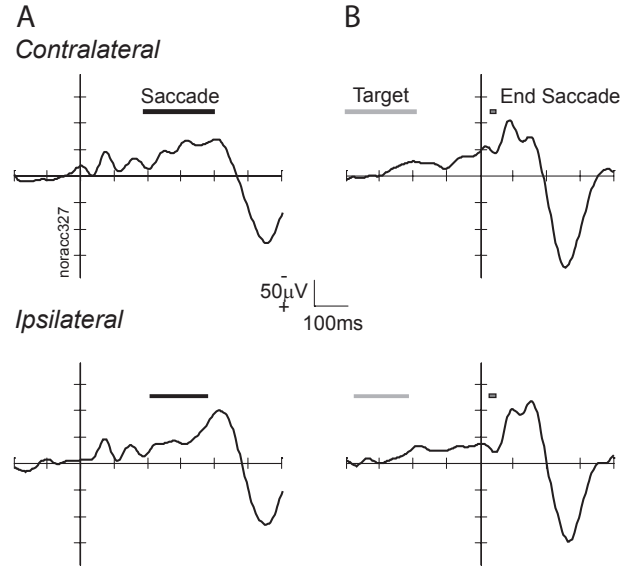 A
B
Contralateral
Saccade
Target
End Saccade
noracc327
-
50µV
+
100ms
Ipsilateral